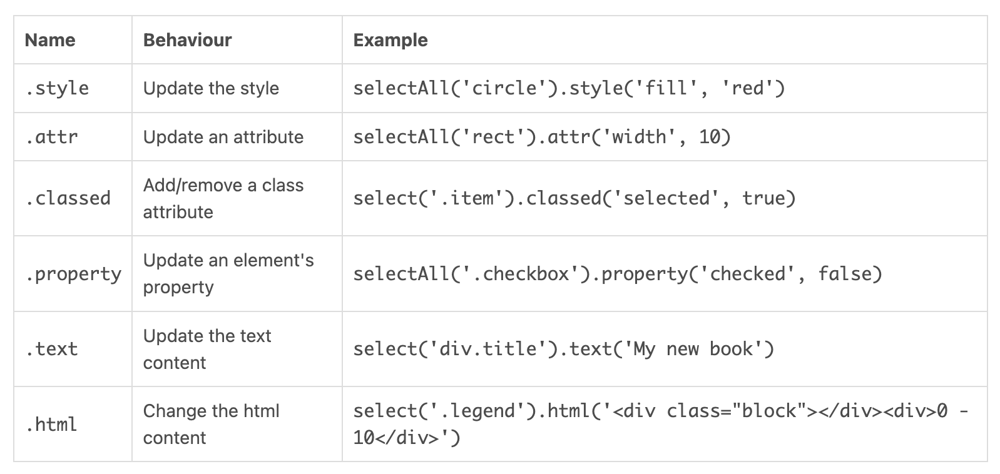 Name Behaviour Example
.style Update the style selectAll('circle').style('fill', 'red')
.attr Update an attribute selectAll('rect').attr('width', 10)
.classed Add/remove a class attribute select('.item').classed('selected', true)
.property Update an element's property selectAll('.checkbox').property('checked', false)
.text Update the text content select('div.title').text('My new book')
.html Change the html content select('.legend').html('<div class="block"></div><div>0 - 10</div>')